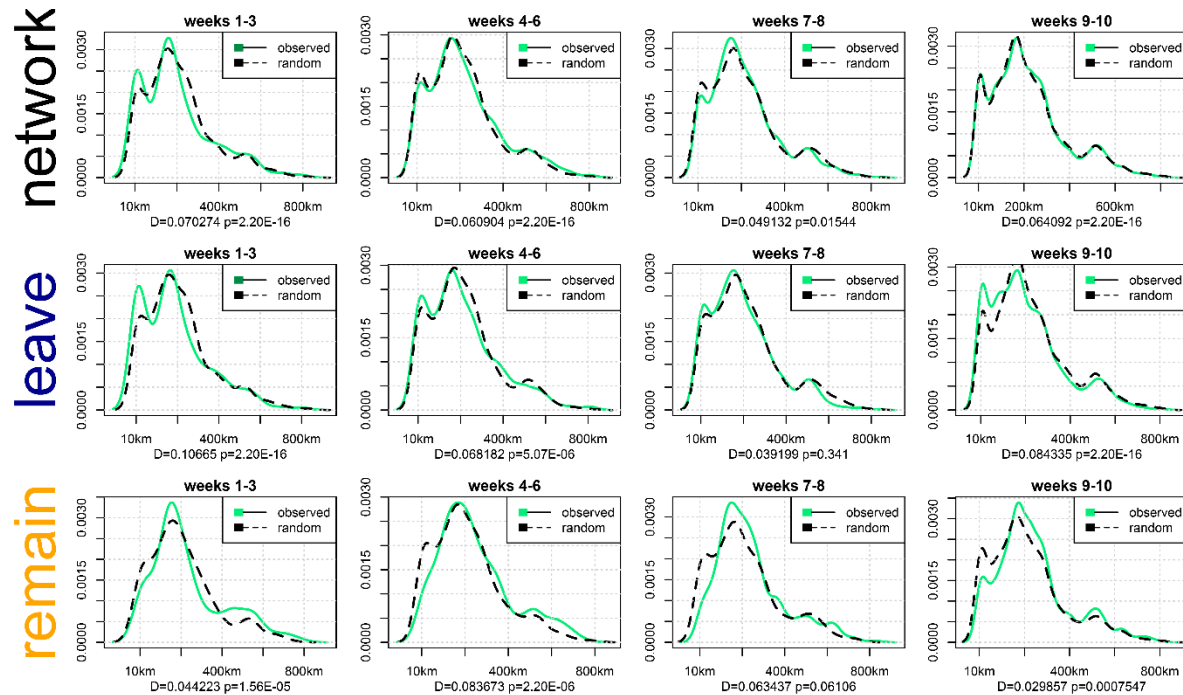 network
weeks 1-3
0.0000 0.0015 0.0030
observed
random
10km 400km 800km
D=0.070274 p=2.20E-16
weeks 4-6
0.0000 0.0015 0.0030
observed
random
10km 400km 800km
D=0.060904 p=2.20E-16
weeks 7-8
0.0000 0.0015 0.0030
observed
random
10km 400km 800km
D=0.049132 p=0.01544
weeks 9-10
0.0000 0.0015 0.0030
observed
random
10km 200km 600km
D=0.064092 p=2.20E-16
leave
weeks 1-3
0.0000 0.0015 0.0030
observed
random
10km 400km 800km
D=0.10665 p=2.20E-16
weeks 4-6
0.0000 0.0015 0.0030
observed
random
10km 400km 800km
D=0.068182 p=5.07E-06
weeks 7-8
0.0000 0.0015 0.0030
observed
random
10km 400km 800km
D=0.039199 p=0.341
weeks 9-10
0.0000 0.0015 0.0030
observed
random
10km 400km 800km
D=0.084335 p=2.20E-16
remain
weeks 1-3
0.0000 0.0015 0.0030
observed
random
10km 400km 800km
D=0.044223 p=1.56E-05
weeks 4-6
0.0000 0.0015 0.0030
observed
random
10km 400km 800km
D=0.083673 p=2.20E-06
weeks 7-8
0.0000 0.0015 0.0030
observed
random
10km 400km 800km
D=0.063437 p=0.06106
weeks 9-10
0.0000 0.0015 0.0030
observed
random
10km 400km 800km
D=0.029857 p=0.0007547